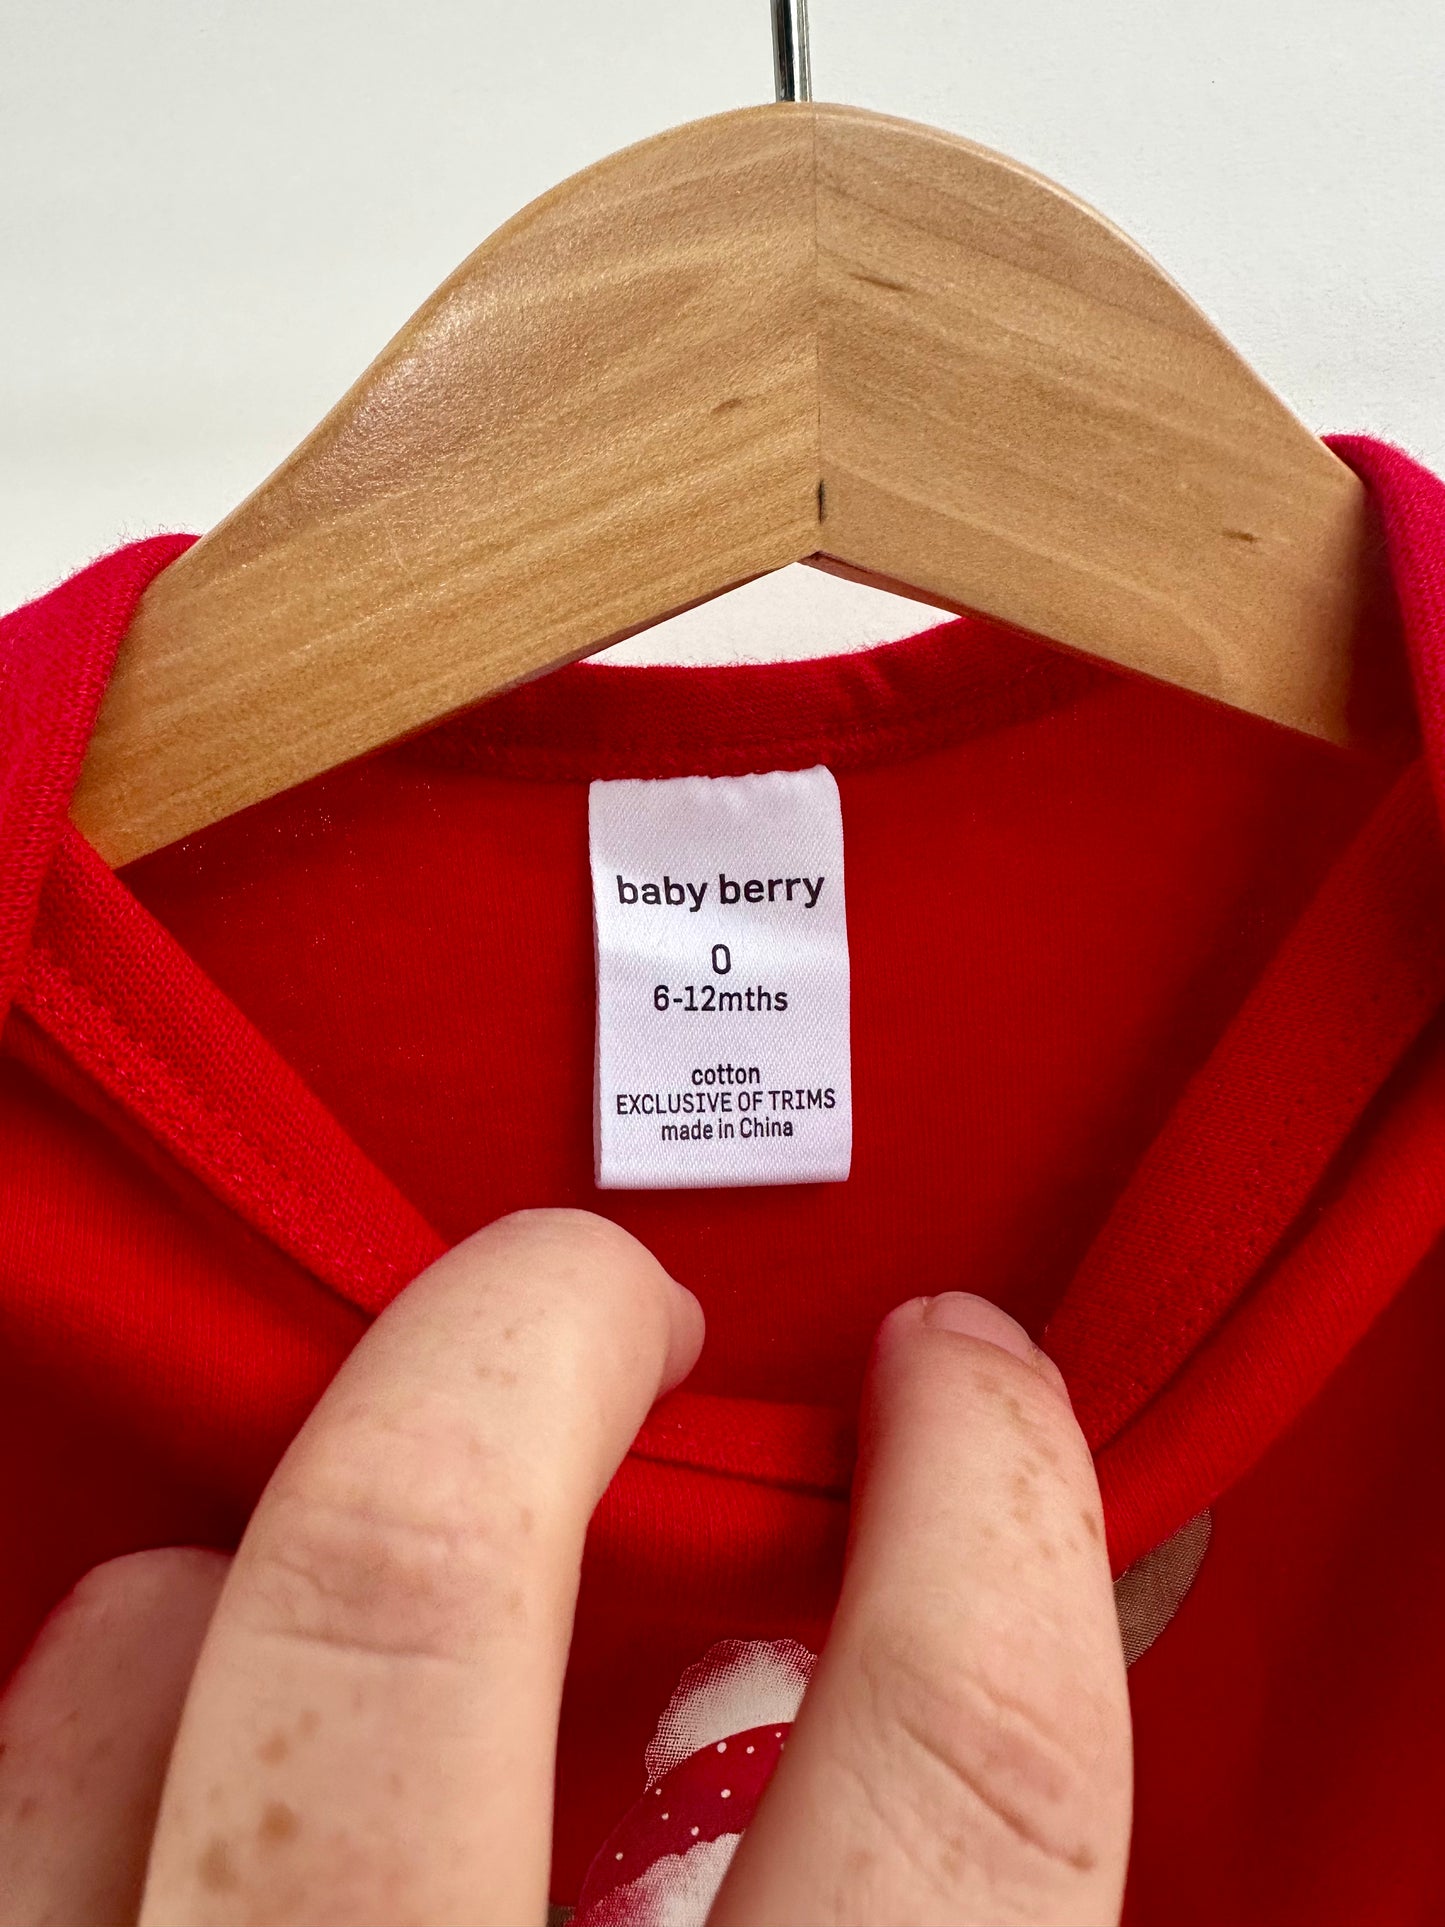 baby berry
0
6-12mths
cotton
EXCLUSIVE OF TRIMS
made in China